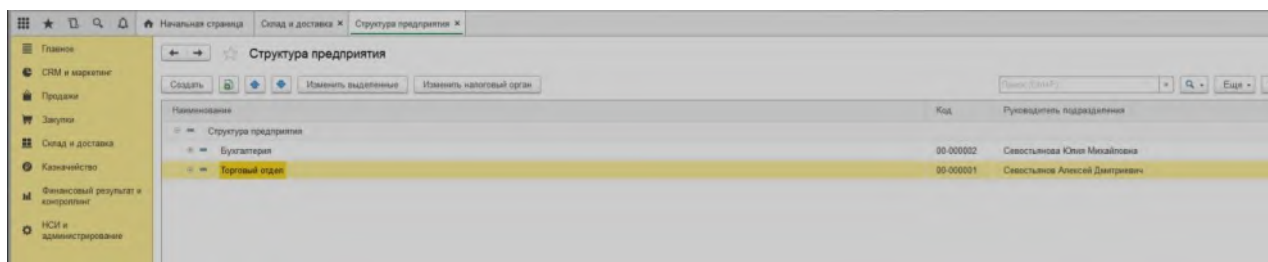 Начальная страница Склад и доставка × Структура предприятия ×
Главное
CRM и маркетинг
Продажи
Закупки
Склад и доставка
Казначейство
Финансовый результат и
контроллинг
НСИ и
администрирование
Структура предприятия
Создать Изменить выделенные Изменить налоговый орган Поиск (Ctrl+F) Еще
Наименование Код Руководитель подразделения
Структура предприятия
Бухгалтерия 00-000002 Севостьянова Юлия Михайловна
Торговый отдел 00-000001 Севостьянов Алексей Дмитриевич